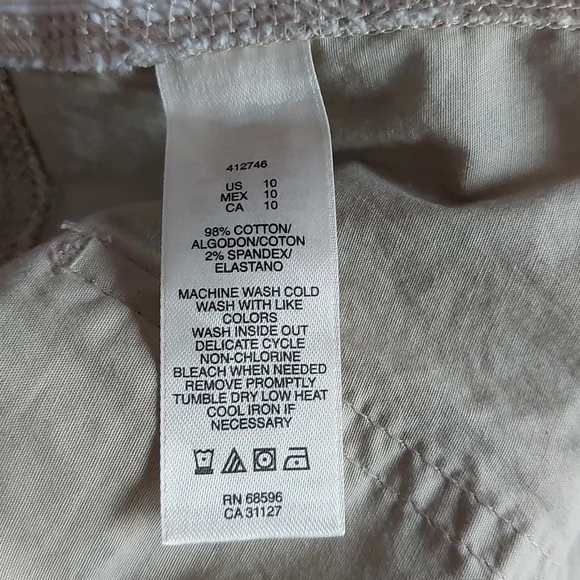 412746
US 10
MEX 10
CA 10
98% COTTON/
ALGODON/COTON
2% SPANDEX/
ELASTANO
MACHINE WASH COLD
WASH WITH LIKE
COLORS
WASH INSIDE OUT
DELICATE CYCLE
NON-CHLORINE
BLEACH WHEN NEEDED
REMOVE PROMPTLY
TUMBLE DRY LOW HEAT
COOL IRON IF
NECESSARY
RN 68596
CA 31127